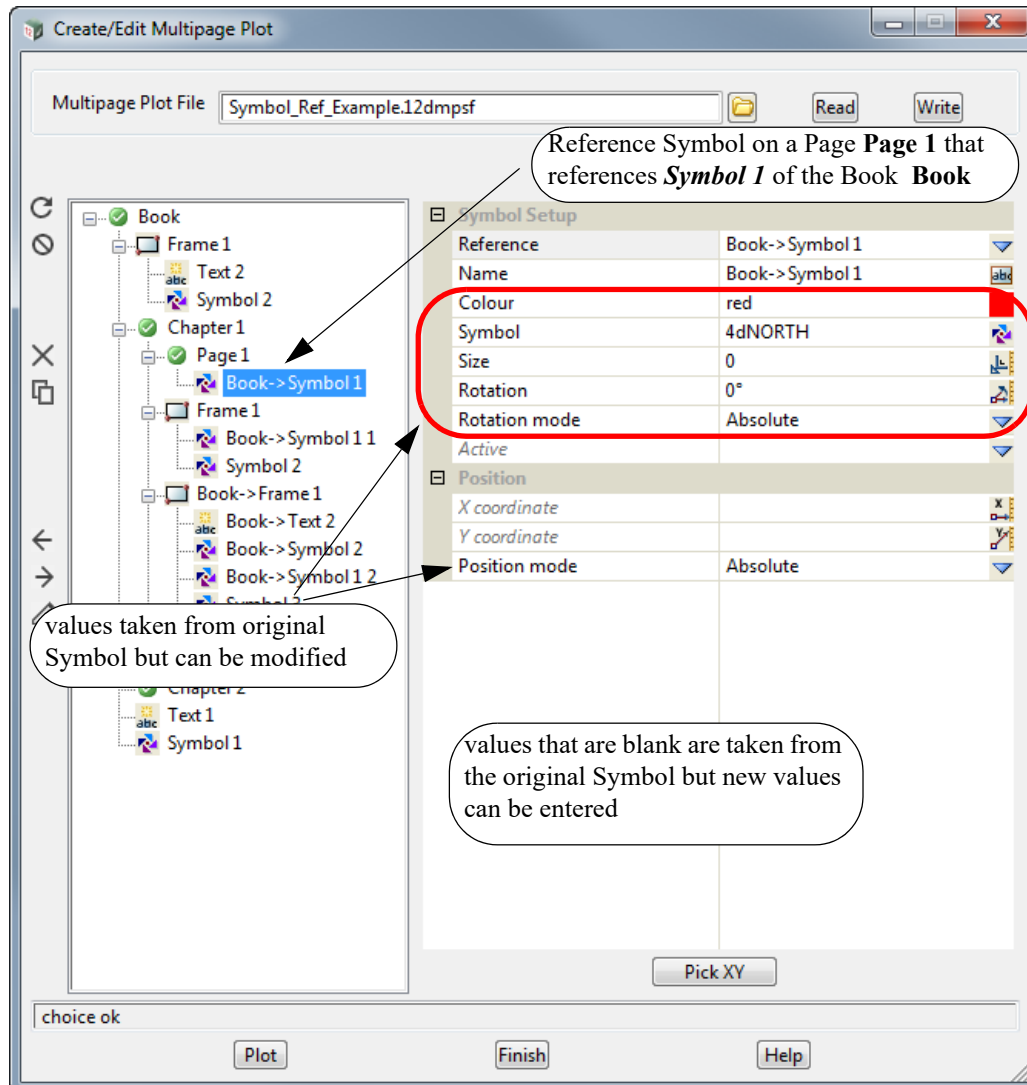 Create/Edit Multipage Plot
Multipage Plot File
Symbol_Ref_Example.12dmpsf
Read
Write
Reference Symbol on a Page Page 1 that
references Symbol 1 of the Book Book
Book
Frame 1
Text 2
Symbol 2
Chapter 1
Page 1
Book->Symbol 1
Frame 1
Book->Symbol 1 1
Symbol 2
Book->Frame 1
Book->Text 2
Book->Symbol 2
Book->Symbol 1 2
values taken from original
Symbol but can be modified
Chapter 2
Text 1
Symbol 1
Symbol Setup
Reference Book->Symbol 1
Name Book->Symbol 1
Colour red
Symbol 4dNORTH
Size 0
Rotation 0°
Rotation mode Absolute
Active
Position
X coordinate
Y coordinate
Position mode Absolute
values that are blank are taken from
the original Symbol but new values
can be entered
Pick XY
choice ok
Plot
Finish
Help